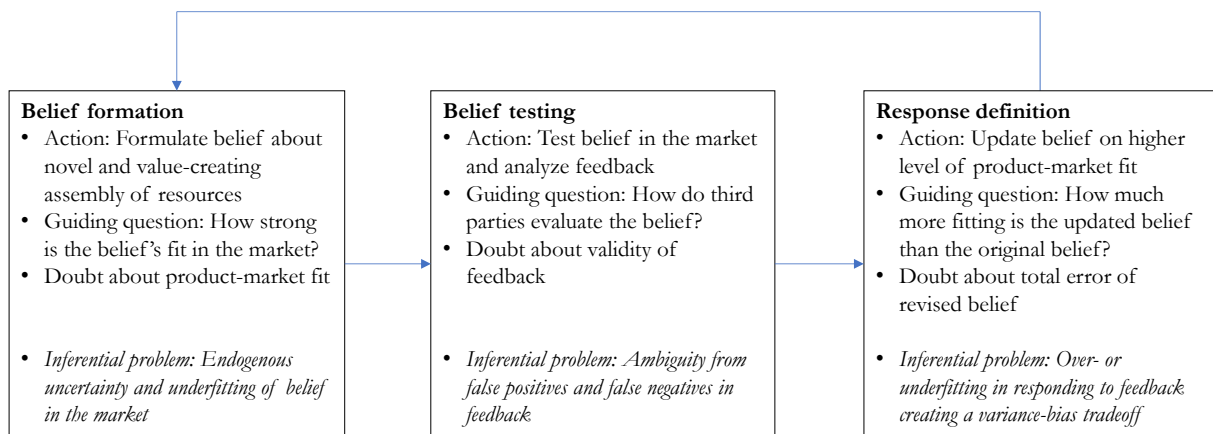 Belief formation
• Action: Formulate belief about
novel and value-creating
assembly of resources
• Guiding question: How strong
is the belief's fit in the market?
• Doubt about product-market fit
• Inferential problem: Endogenous
uncertainty and underfitting of belief
in the market
Belief testing
• Action: Test belief in the market
and analyze feedback
• Guiding question: How do third
parties evaluate the belief?
• Doubt about validity of
feedback
• Inferential problem: Ambiguity from
false positives and false negatives in
feedback
Response definition
• Action: Update belief on higher
level of product-market fit
• Guiding question: How much
more fitting is the updated belief
than the original belief?
• Doubt about total error of
revised belief
• Inferential problem: Over- or
underfitting in responding to feedback
creating a variance-bias tradeoff